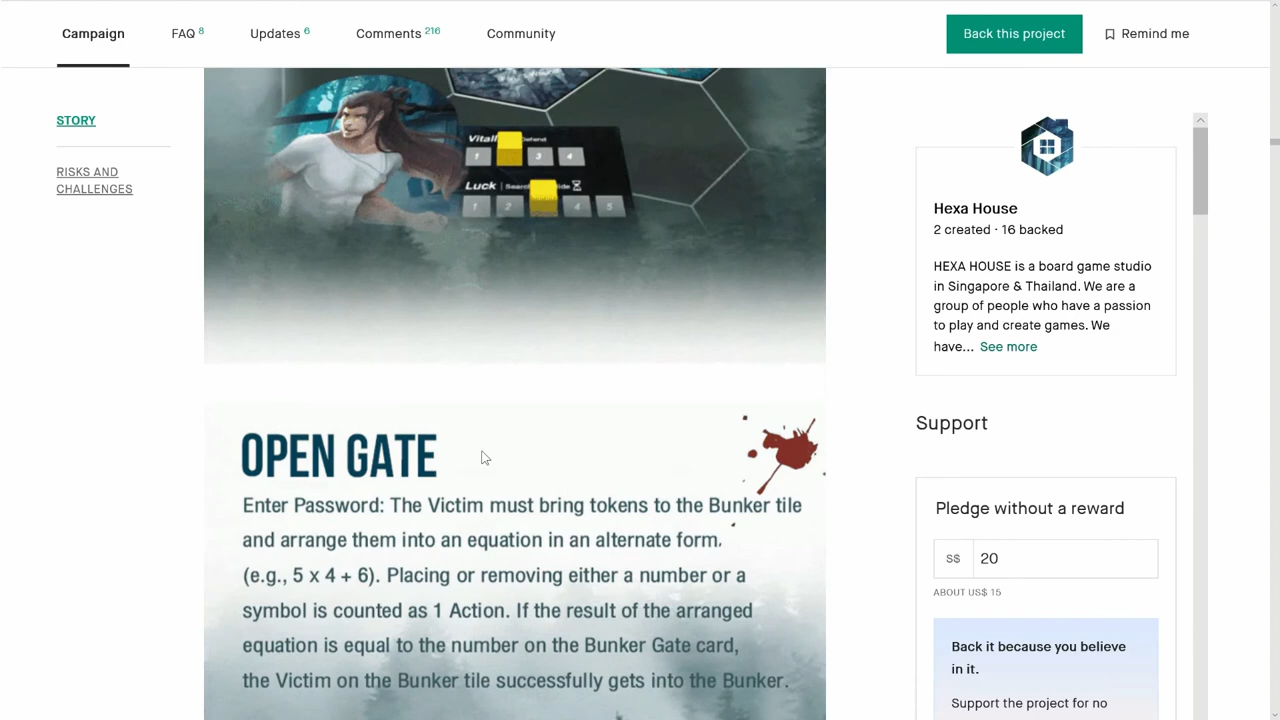 Campaign
FAQ 8
Updates 6
Comments 216
Community
Back this project
Remind me
STORY
RISKS AND
CHALLENGES
1 3 4
Luck
1 2 4 5
Hexa House
2 created · 16 backed
HEXA HOUSE is a board game studio
in Singapore & Thailand. We are a
group of people who have a passion
to play and create games. We
have... See more
OPEN GATE
Enter Password: The Victim must bring tokens to the Bunker tile
and arrange them into an equation in an alternate form.
(e.g., 5 x 4 + 6). Placing or removing either a number or a
symbol is counted as 1 Action. If the result of the arranged
equation is equal to the number on the Bunker Gate card,
the Victim on the Bunker tile successfully gets into the Bunker.
Support
Pledge without a reward
S$ 20
ABOUT US$ 15
Back it because you believe
in it.
Support the project for no